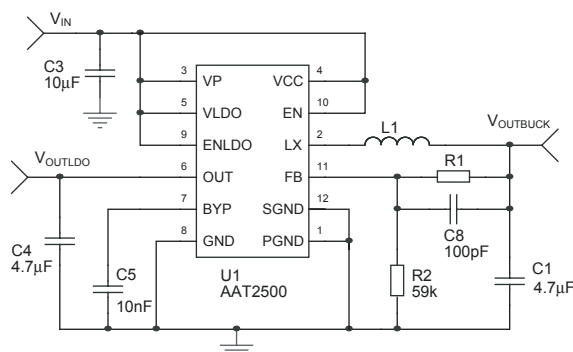 VIN
C3
10µF
3 VP VCC 4
5 VLDO EN 10
9 ENLDO LX 2
L1
VOUTBUCK
VOUTLDO
6 OUT FB 11
R1
7 BYP SGND 12
8 GND PGND 1
C8
100pF
C4
4.7µF
C5
10nF
U1
AAT2500
R2
59k
C1
4.7µF